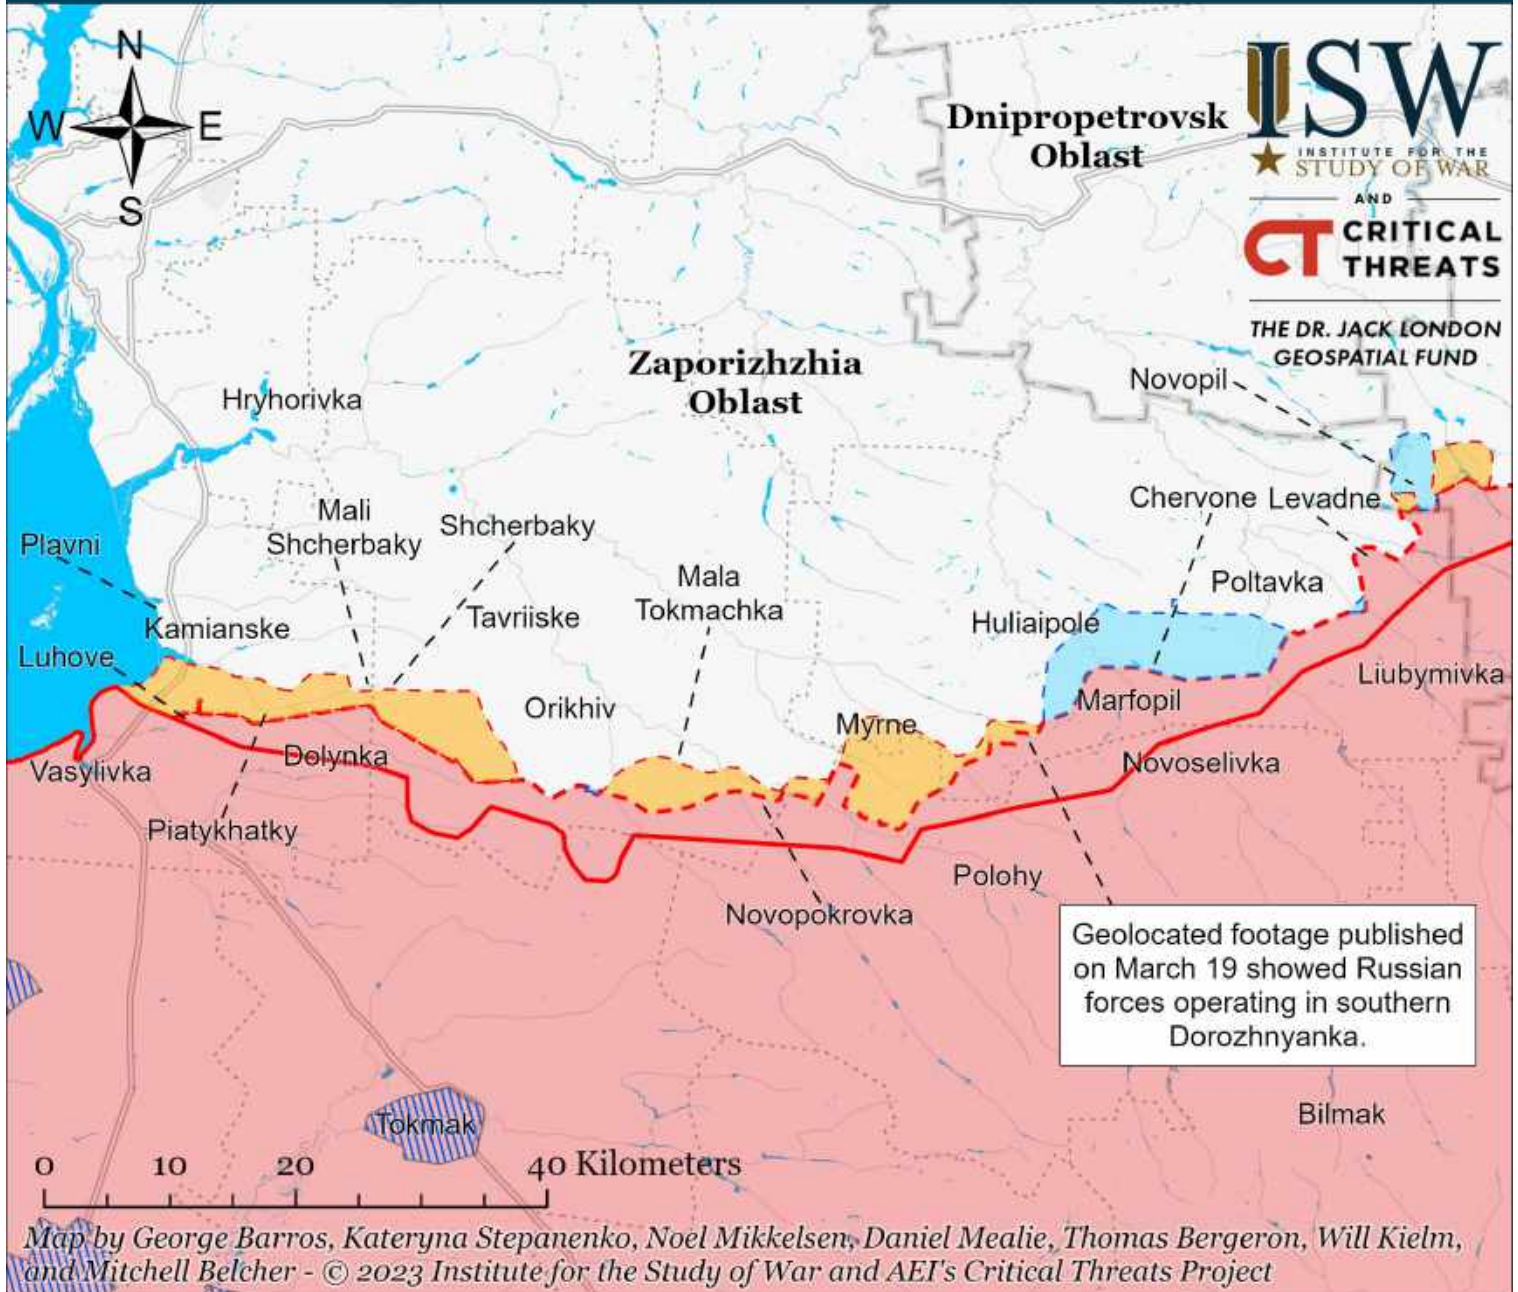 N
W
E
S
Dnipropetrovsk
Oblast
ISW
INSTITUTE FOR THE
STUDY OF WAR
AND
CT CRITICAL
THREATS
THE DR. JACK LONDON
GEOSPATIAL FUND
Zaporizhzhia
Oblast
Novopil
Hryhorivka
Chervone
Levadne
Mali
Shcherbaky
Shcherbaky
Plavni
Mala
Tokmachka
Poltavka
Tavriiske
Huliaipole
Kamianske
Luhove
Liubymivka
Orikhiv
Marfopil
Myrne
Dolynka
Vasylivka
Novoselivka
Piatykhatky
Polohy
Novopokrovka
Geolocated footage published
on March 19 showed Russian
forces operating in southern
Dorozhnyanka.
Tokmak
Bilmak
0 10 20 40 Kilometers
Map by George Barros, Kateryna Stepanenko, Noel Mikkelsen, Daniel Mealie, Thomas Bergeron, Will Kielm,
and Mitchell Belcher - © 2023 Institute for the Study of War and AEI's Critical Threats Project